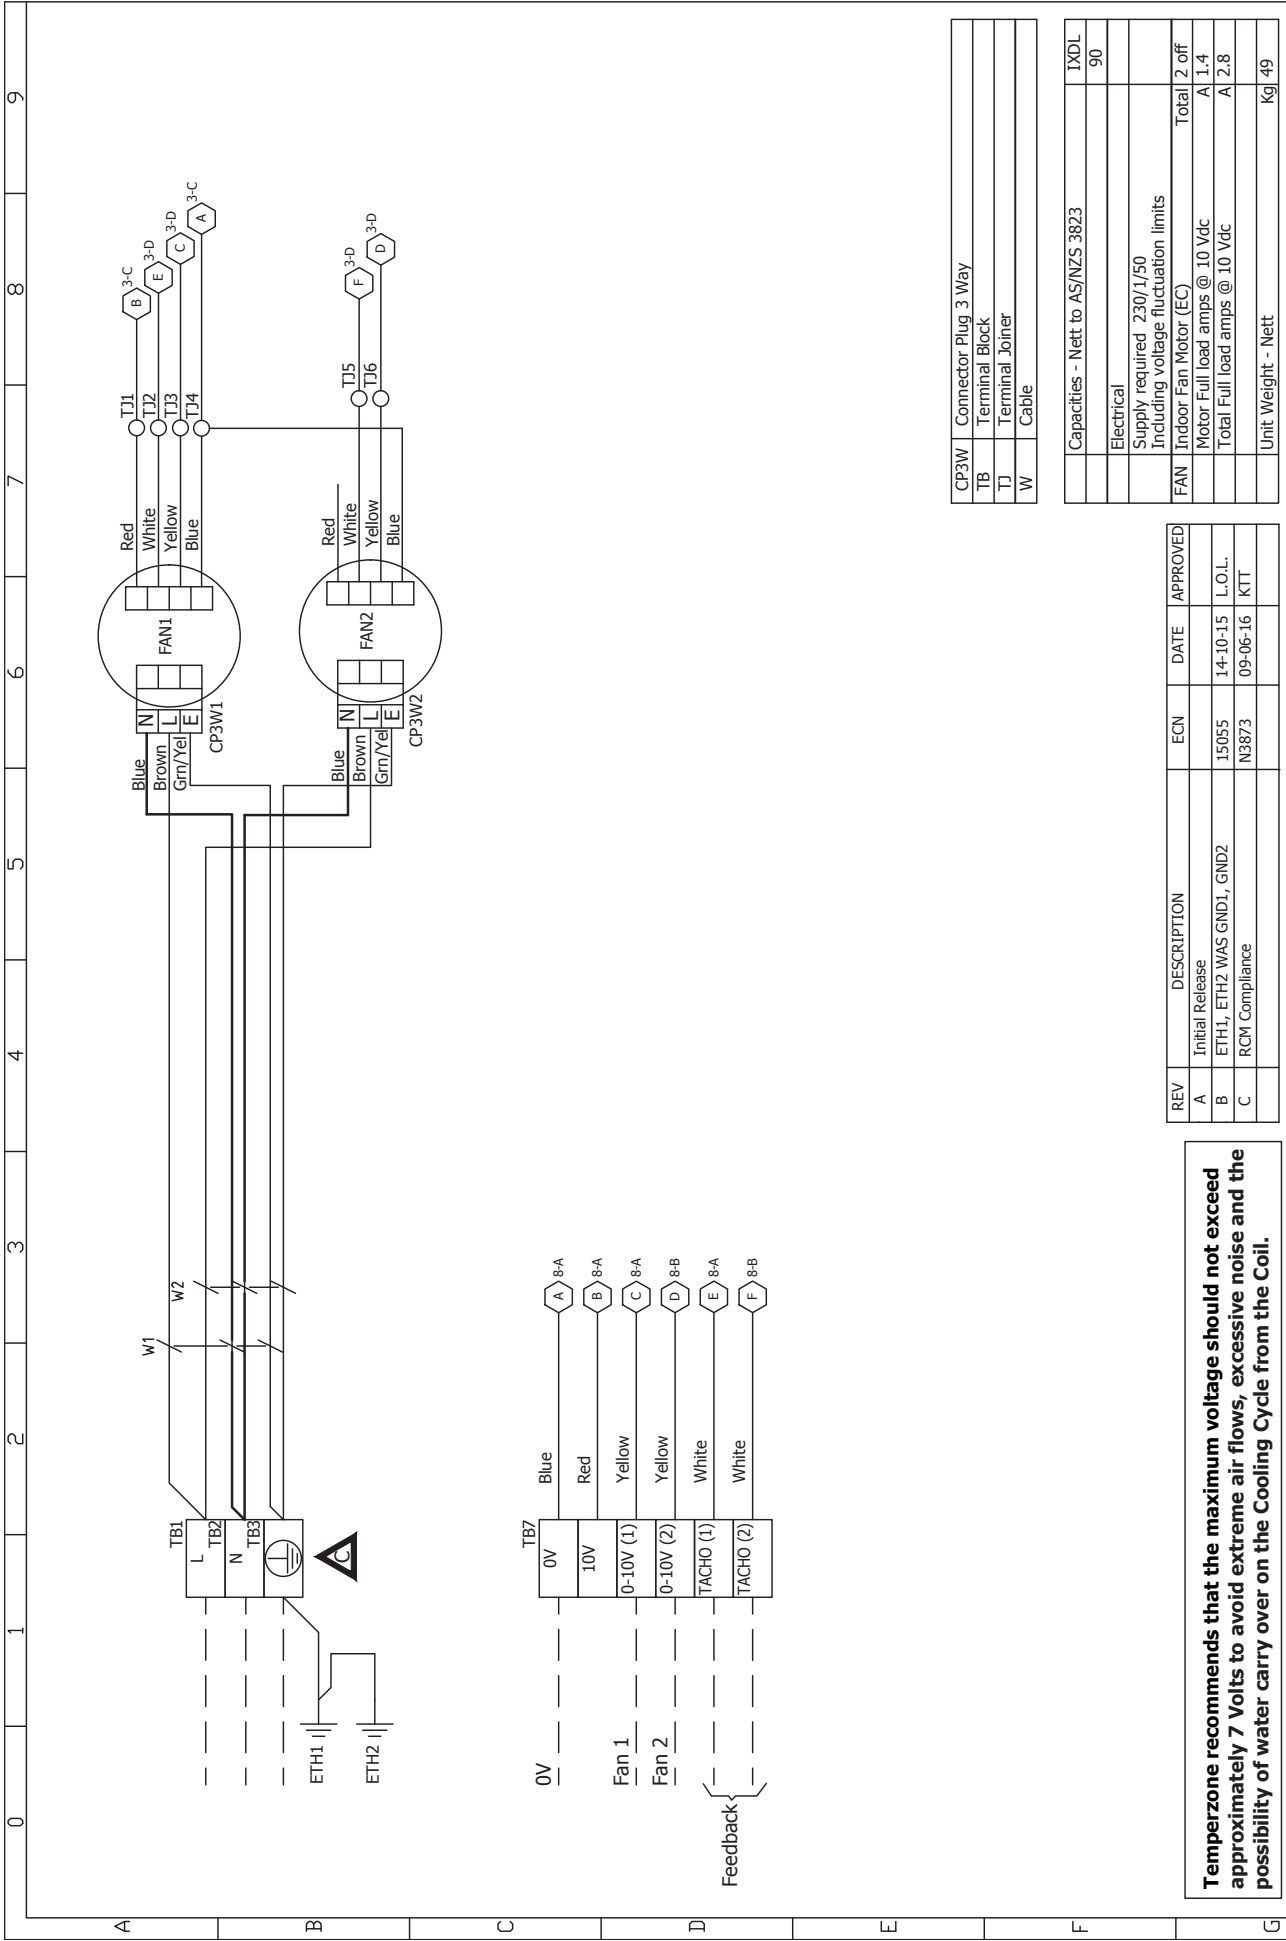 0 1 2 3 4 5 6 7 8 9
A
B
C
D
E
F
G
TB1
L
TB2
N
TB3
C
ETH1
ETH2
W1
W2
Blue
Brown
Grn/Yel
N
L
E
CP3W1
FAN1
Red
White
Yellow
Blue
TJ1
TJ2
TJ3
TJ4
B 3-C
E 3-D
C 3-D
A 3-C
Blue
Brown
Grn/Yel
N
L
E
CP3W2
FAN2
Red
White
Yellow
Blue
TJ5
TJ6
F 3-D
D 3-D
TB7
0V 0V Blue A 8-A
10V Red B 8-A
Fan 1 0-10V (1) Yellow C 8-A
Fan 2 0-10V (2) Yellow D 8-B
Feedback
TACHO (1) White E 8-A
TACHO (2) White F 8-B
CP3W Connector Plug 3 Way
TB Terminal Block
TJ Terminal Joiner
W Cable
Capacities - Nett to AS/NZS 3823 IXDL
90
Electrical
Supply required 230/1/50
Including voltage fluctuation limits
FAN Indoor Fan Motor (EC) Total 2 off
Motor Full load amps @ 10 Vdc A 1.4
Total Full load amps @ 10 Vdc A 2.8
Unit Weight - Nett Kg 49
REV DESCRIPTION ECN DATE APPROVED
A Initial Release
B ETH1, ETH2 WAS GND1, GND2 15055 14-10-15 L.O.L.
C RCM Compliance N3873 09-06-16 KTT
Temperzone recommends that the maximum voltage should not exceed
approximately 7 Volts to avoid extreme air flows, excessive noise and the
possibility of water carry over on the Cooling Cycle from the Coil.